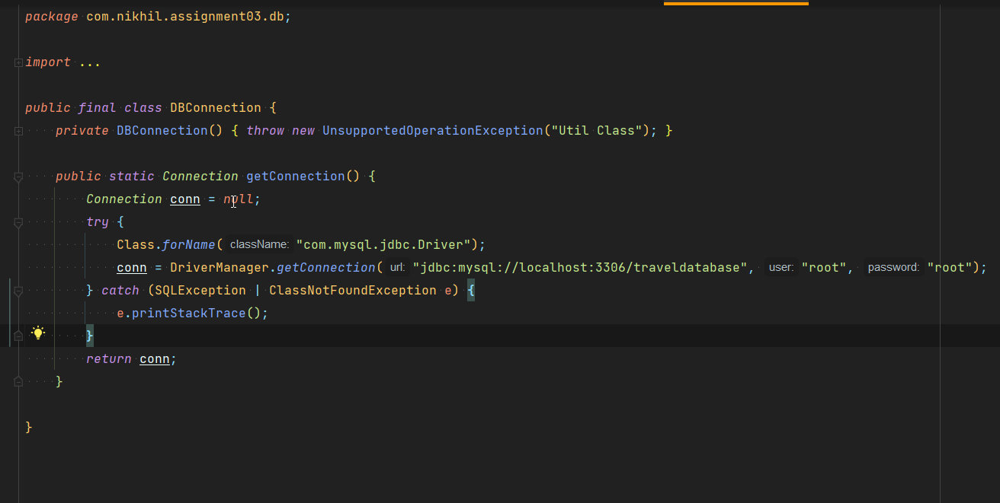 package com.nikhil.assignment03.db;
import ...
public final class DBConnection {
private DBConnection() { throw new UnsupportedOperationException("Util Class"); }
public static Connection getConnection() {
Connection conn = null;
try {
Class.forName( className: "com.mysql.jdbc.Driver");
conn = DriverManager.getConnection( url: "jdbc:mysql://localhost:3306/traveldatabase", user: "root", password: "root");
} catch (SQLException | ClassNotFoundException e) {
e.printStackTrace();
}
return conn;
}
}